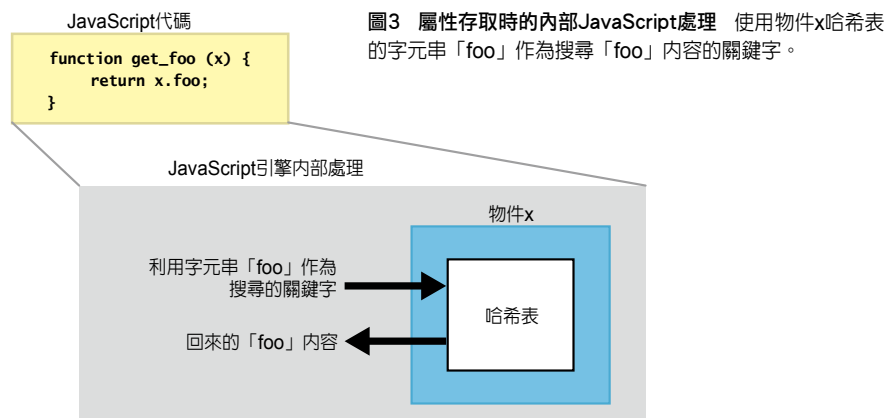 JavaScript代碼
function get_foo (x) {
return x.foo;
}
圖3 屬性存取時的內部JavaScript處理 使用物件x哈希表
的字元串「foo」作為搜尋「foo」內容的關鍵字。
JavaScript引擎內部處理
物件x
利用字元串「foo」作為
搜尋的關鍵字
哈希表
回來的「foo」內容